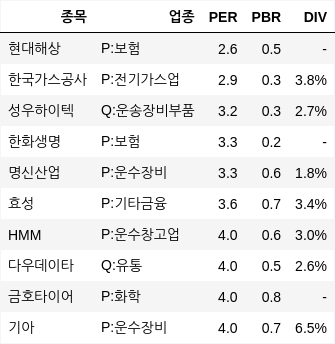 종목 업종 PER PBR DIV
현대해상 P:보험 2.6 0.5 -
한국가스공사 P:전기가스업 2.9 0.3 3.8%
성우하이텍 Q:운송장비부품 3.2 0.3 2.7%
한화생명 P:보험 3.3 0.2 -
명신산업 P:운수장비 3.3 0.6 1.8%
효성 P:기타금융 3.6 0.7 3.4%
HMM P:운수창고업 4.0 0.6 3.0%
다우데이타 Q:유통 4.0 0.5 2.6%
금호타이어 P:화학 4.0 0.8 -
기아 P:운수장비 4.0 0.7 6.5%